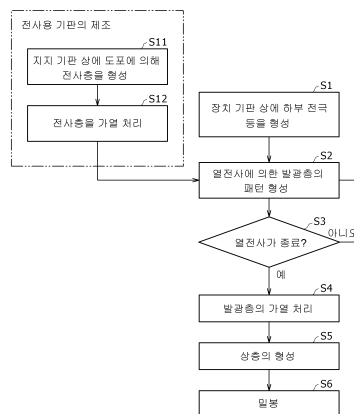 전사용 기판의 제조
S11
지지 기판 상에 도포에 의해
전사층을 형성
S12
전사층을 가열 처리
S1
장치 기판 상에 하부 전극
등을 형성
S2
열전사에 의한 발광층의
패턴 형성
S3
열전사가 종료?
아니오
예
S4
발광층의 가열 처리
S5
상층의 형성
S6
밀봉